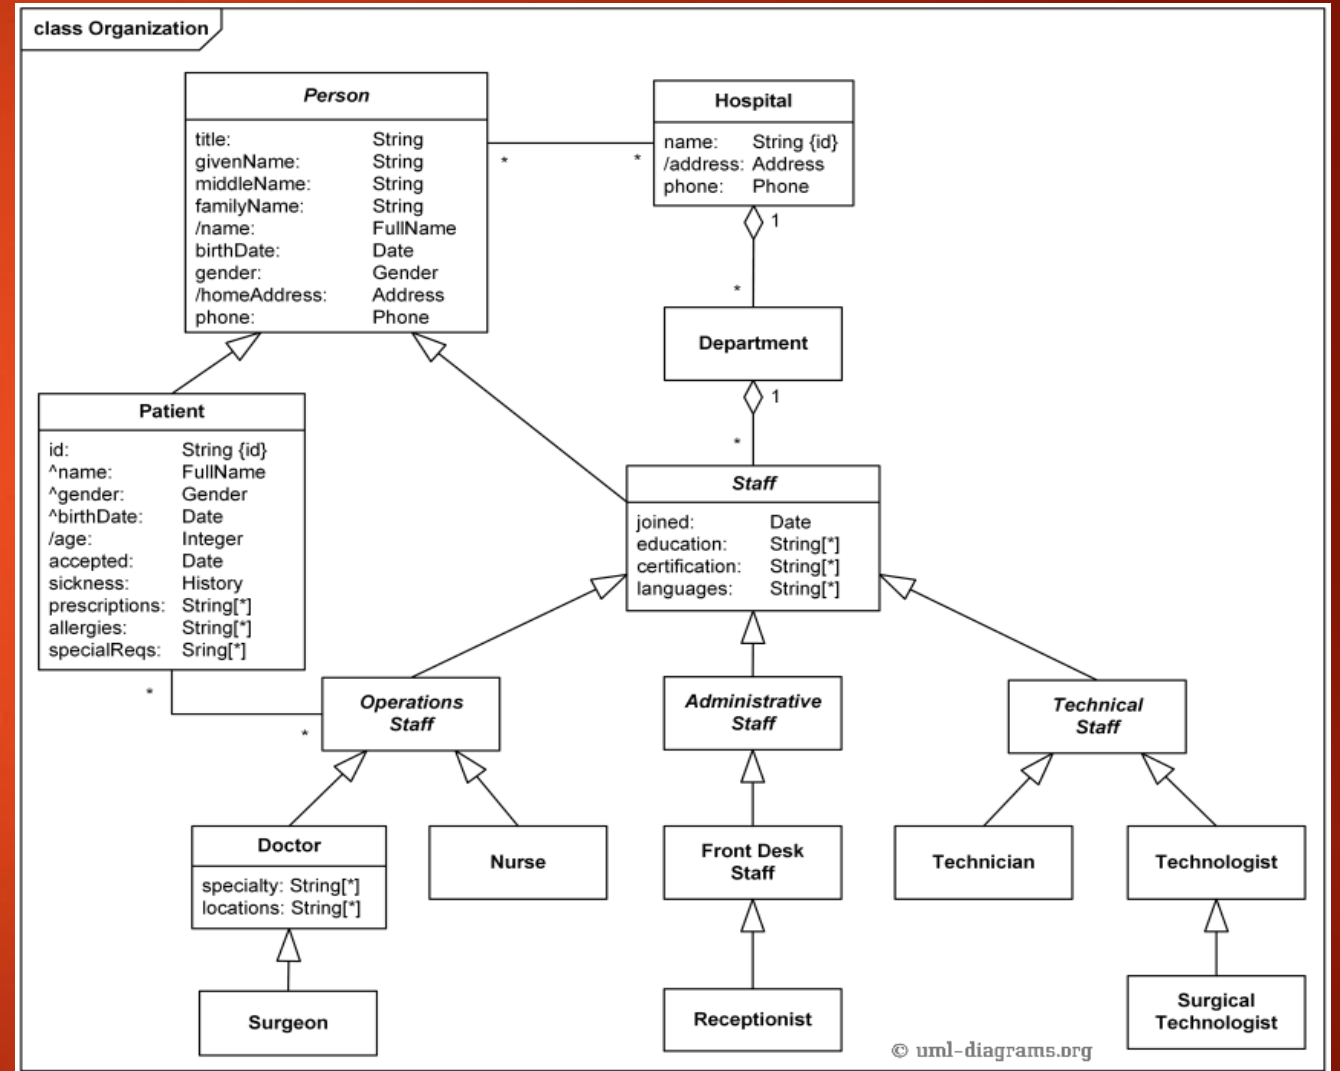 class Organization
Person
title: String
givenName: String
middleName: String
familyName: String
/name: FullName
birthDate: Date
gender: Gender
/homeAddress: Address
phone: Phone
* *
Hospital
name: String {id}
/address: Address
phone: Phone
1
*
Department
1
*
Patient
id: String {id}
^name: FullName
^gender: Gender
^birthDate: Date
/age: Integer
accepted: Date
sickness: History
prescriptions: String[*]
allergies: String[*]
specialReqs: Sring[*]
*
*
Staff
joined: Date
education: String[*]
certification: String[*]
languages: String[*]
Operations
Staff
Administrative
Staff
Technical
Staff
Doctor
specialty: String[*]
locations: String[*]
Nurse
Front Desk
Staff
Technician
Technologist
Surgeon
Receptionist
Surgical
Technologist
© uml-diagrams.org